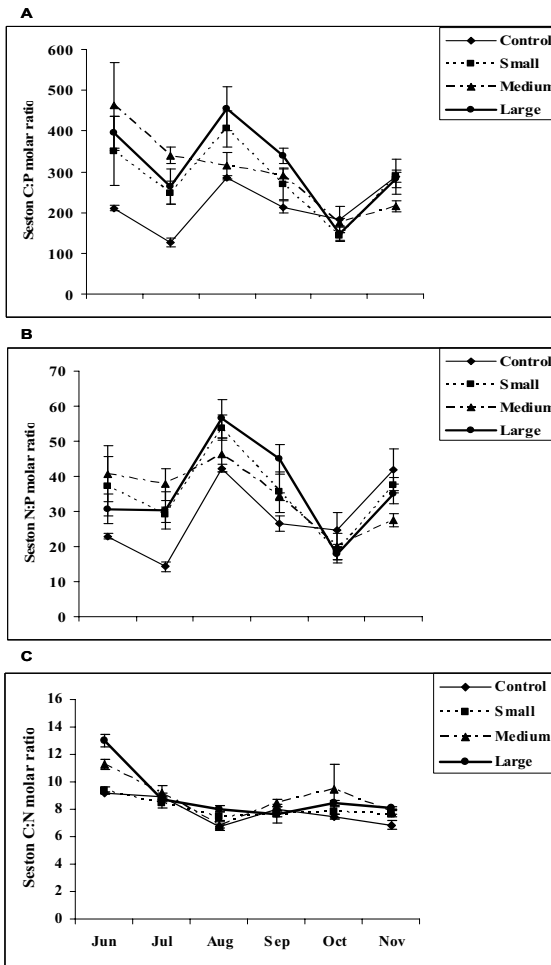 A
Seston C:P molar ratio
600
500
400
300
200
100
0
Control
Small
Medium
Large
B
Seston N:P molar ratio
70
60
50
40
30
20
10
0
Control
Small
Medium
Large
C
Seston C:N molar ratio
16
14
12
10
8
6
4
2
0
Control
Small
Medium
Large
Jun Jul Aug Sep Oct Nov